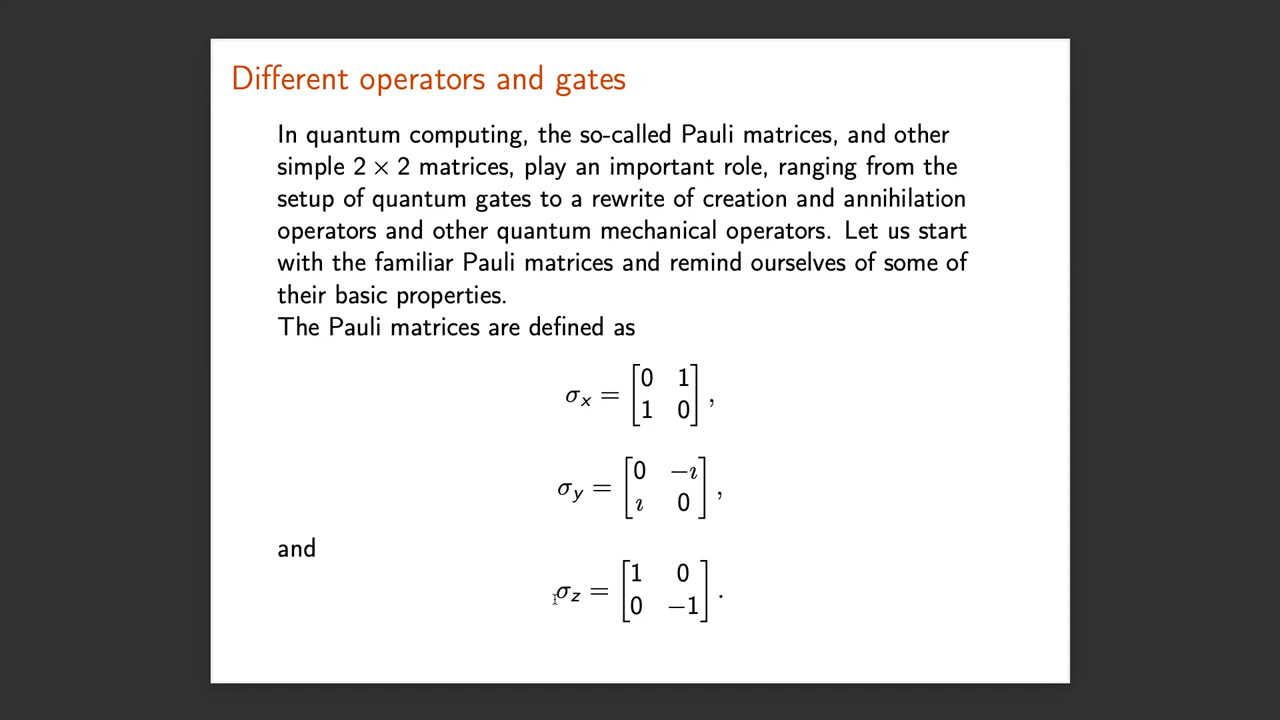 Different operators and gates
In quantum computing, the so-called Pauli matrices, and other
simple 2 × 2 matrices, play an important role, ranging from the
setup of quantum gates to a rewrite of creation and annihilation
operators and other quantum mechanical operators. Let us start
with the familiar Pauli matrices and remind ourselves of some of
their basic properties.
The Pauli matrices are defined as
σx = [0 1
1 0],
σy = [0 −ı
ı 0],
and
σz = [1 0
0 −1].